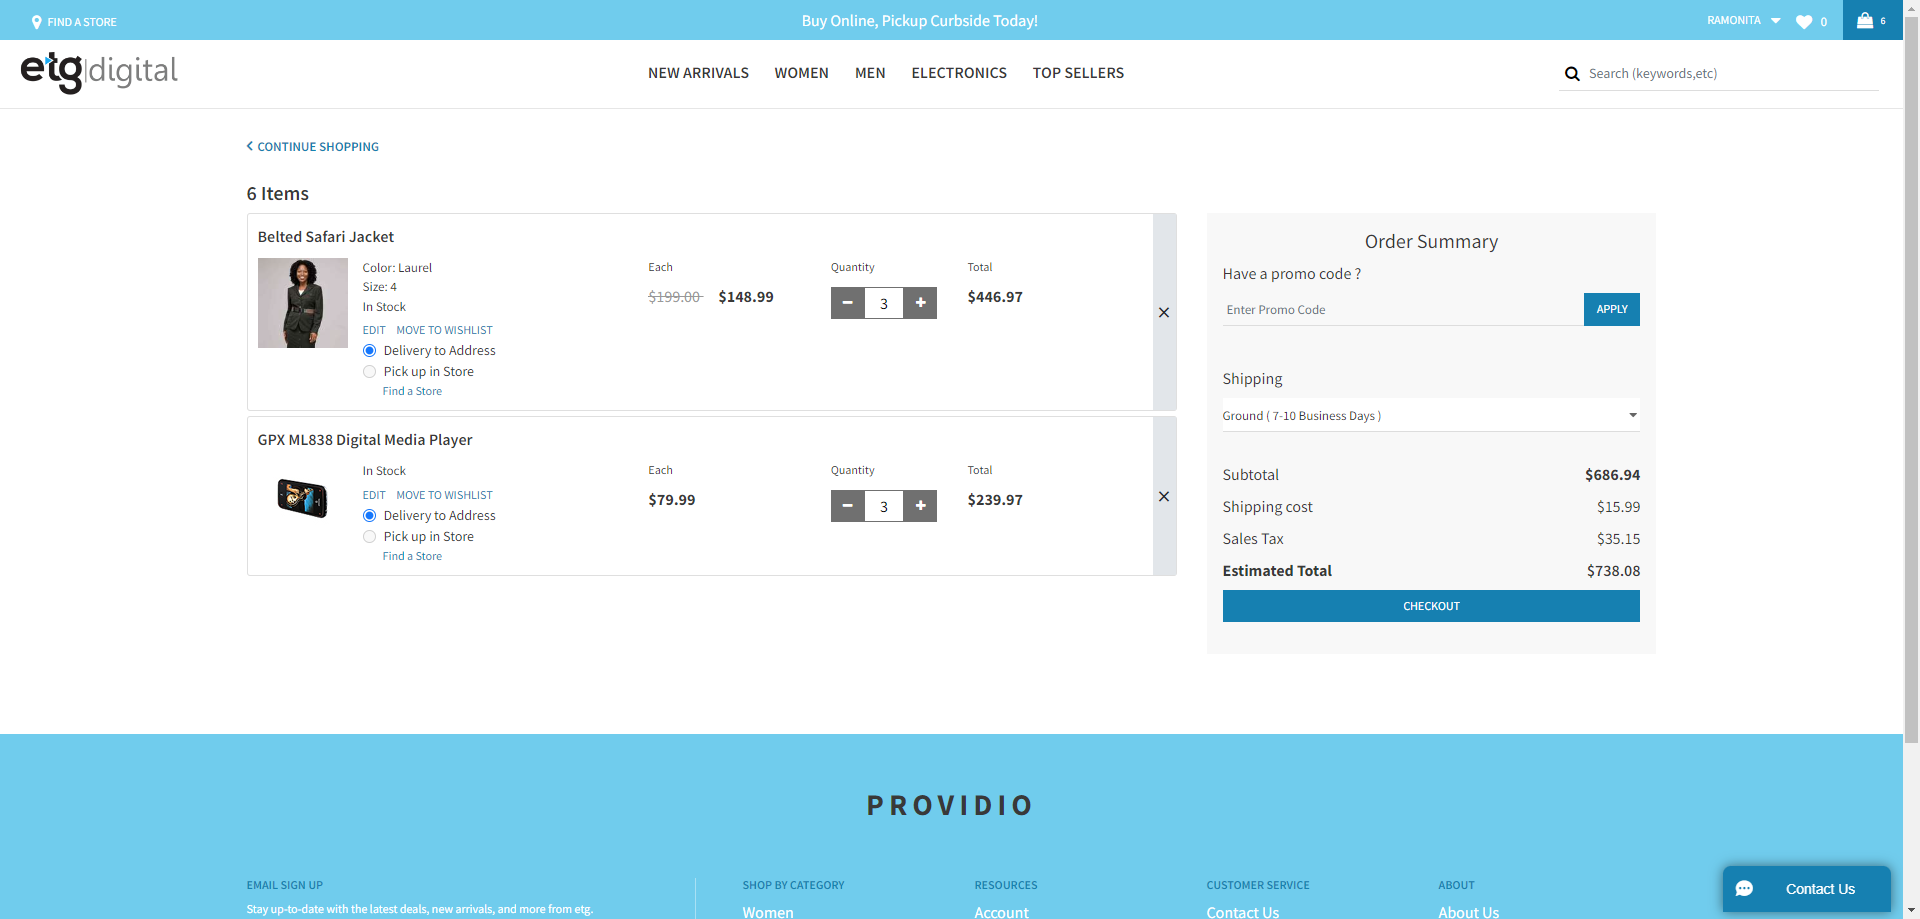 FIND A STORE
Buy Online, Pickup Curbside Today!
RAMONITA
0
6
etg|digital
NEW ARRIVALS WOMEN MEN ELECTRONICS TOP SELLERS
Search (keywords,etc)
CONTINUE SHOPPING
6 Items
Belted Safari Jacket
Color: Laurel
Size: 4
In Stock
EDIT MOVE TO WISHLIST
Delivery to Address
Pick up in Store
Find a Store
Each
$199.00 $148.99
Quantity
3
Total
$446.97
GPX ML838 Digital Media Player
In Stock
EDIT MOVE TO WISHLIST
Delivery to Address
Pick up in Store
Find a Store
Each
$79.99
Quantity
3
Total
$239.97
Order Summary
Have a promo code ?
Enter Promo Code
APPLY
Shipping
Ground ( 7-10 Business Days )
Subtotal $686.94
Shipping cost $15.99
Sales Tax $35.15
Estimated Total $738.08
CHECKOUT
PROVIDIO
EMAIL SIGN UP
Stay up-to-date with the latest deals, new arrivals, and more from etg.
SHOP BY CATEGORY
Women
RESOURCES
Account
CUSTOMER SERVICE
Contact Us
ABOUT
About Us
Contact Us